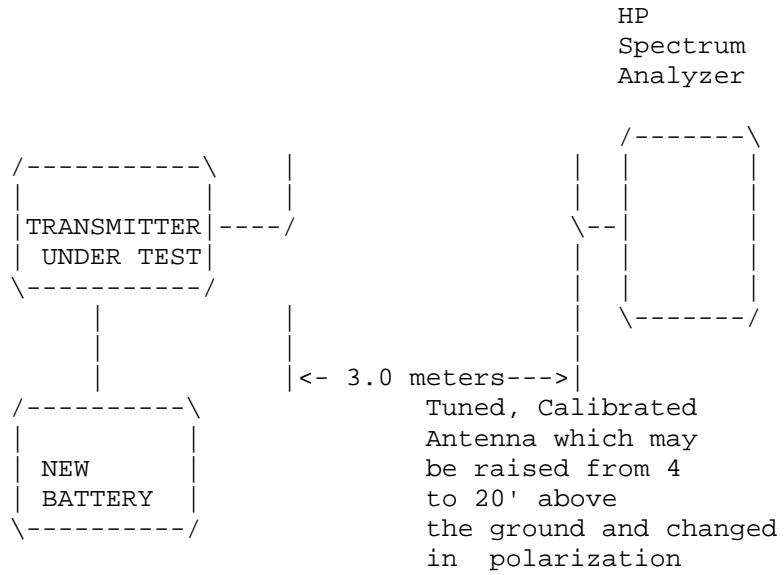 HP
Spectrum
Analyzer
TRANSMITTER
UNDER TEST
<- 3.0 meters--->
Tuned, Calibrated
Antenna which may
be raised from 4
to 20' above
the ground and changed
in polarization
NEW
BATTERY